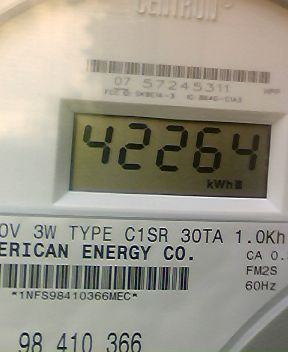 CENTRON
07 57245311
42264
kWh
0V 3W TYPE C1SR 30TA 1.0Kh
ERICAN ENERGY CO.
CA 0.
FM2S
*1NFS98410366MEC*
60Hz
98 410 366